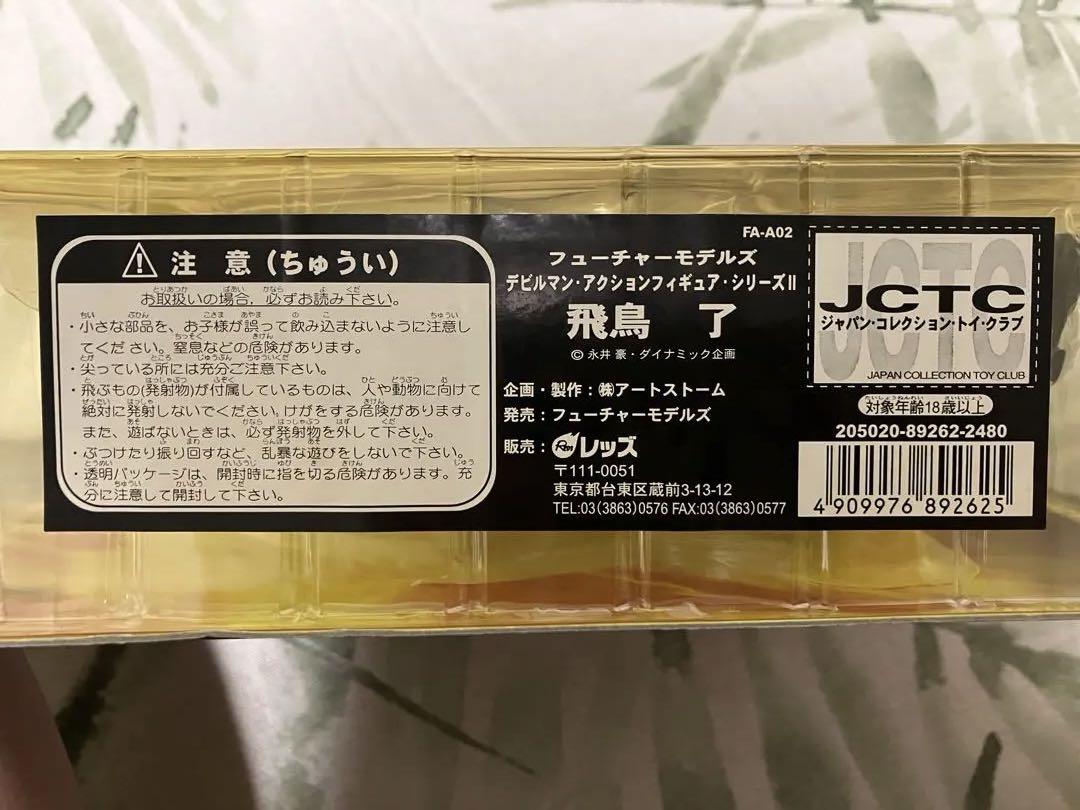 ⚠ 注 意(ちゅうい)
お取扱いの場合、必ずお読み下さい。
・小さな部品を、お子様が誤って飲み込まないように注意し
てください。窒息などの危険があります。
・尖っている所には充分ご注意下さい。
・飛ぶもの(発射物)が付属しているものは、人や動物に向けて
絶対に発射しないでください。けがをする危険があります。
また、遊ばないときは、必ず発射物を外して下さい。
・ぶつけたり振り回すなど、乱暴な遊びをしないで下さい。
・透明パッケージは、開封時に指を切る危険があります。充
分に注意して開封して下さい。
FA-A02
フューチャーモデルズ
デビルマン・アクションフィギュア・シリーズII
飛鳥 了
© 永井 豪・ダイナミック企画
企画・製作:㈱アートストーム
発売:フューチャーモデルズ
販売:レッズ
〒111-0051
東京都台東区蔵前3-13-12
TEL:03(3863)0576 FAX:03(3863)0577
JCTC
JCTC
ジャパン・コレクション・トイ・クラブ
JAPAN COLLECTION TOY CLUB
対象年齢18歳以上
205020-89262-2480
4 909976 892625